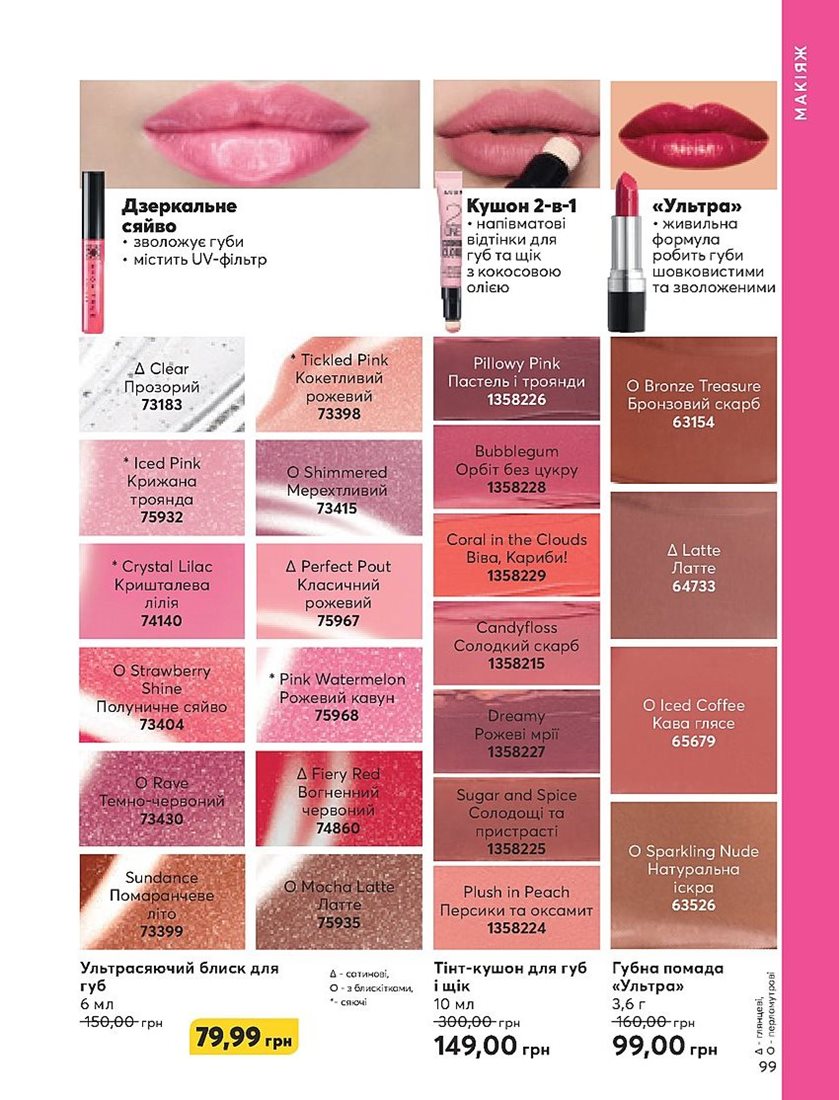 МАКІЯЖ
Дзеркальне
сяйво
• зволожує губи
• містить UV-фільтр
Кушон 2-в-1
• напівматові
відтінки для
губ та щік
з кокосовою
олією
«Ультра»
• живильна
формула
робить губи
шовковистими
та зволоженими
Δ Clear
Прозорий
73183
* Tickled Pink
Кокетливий
рожевий
73398
* Iced Pink
Крижана
троянда
75932
O Shimmered
Мерехтливий
73415
* Crystal Lilac
Кришталева
лілія
74140
Δ Perfect Pout
Класичний
рожевий
75967
O Strawberry
Shine
Полуничне сяйво
73404
* Pink Watermelon
Рожевий кавун
75968
O Rave
Темно-червоний
73430
Δ Fiery Red
Вогненний
червоний
74860
Sundance
Помаранчеве
літо
73399
O Mocha Latte
Латте
75935
Pillowy Pink
Пастель і троянди
1358226
Bubblegum
Орбіт без цукру
1358228
Coral in the Clouds
Віва, Кариби!
1358229
Candyfloss
Солодкий скарб
1358215
Dreamy
Рожеві мрії
1358227
Sugar and Spice
Солодощі та
пристрасті
1358225
Plush in Peach
Персики та оксамит
1358224
O Bronze Treasure
Бронзовий скарб
63154
Δ Latte
Латте
64733
O Iced Coffee
Кава глясе
65679
O Sparkling Nude
Натуральна
іскра
63526
Ультрасяючий блиск для
губ
6 мл
150,00 грн
79,99 грн
Δ - сатинові,
O - з блискітками,
*- сяючі
Тінт-кушон для губ
і щік
10 мл
300,00 грн
149,00 грн
Губна помада
«Ультра»
3,6 г
160,00 грн
99,00 грн
Δ - глянцеві,
O - перламутрові
99